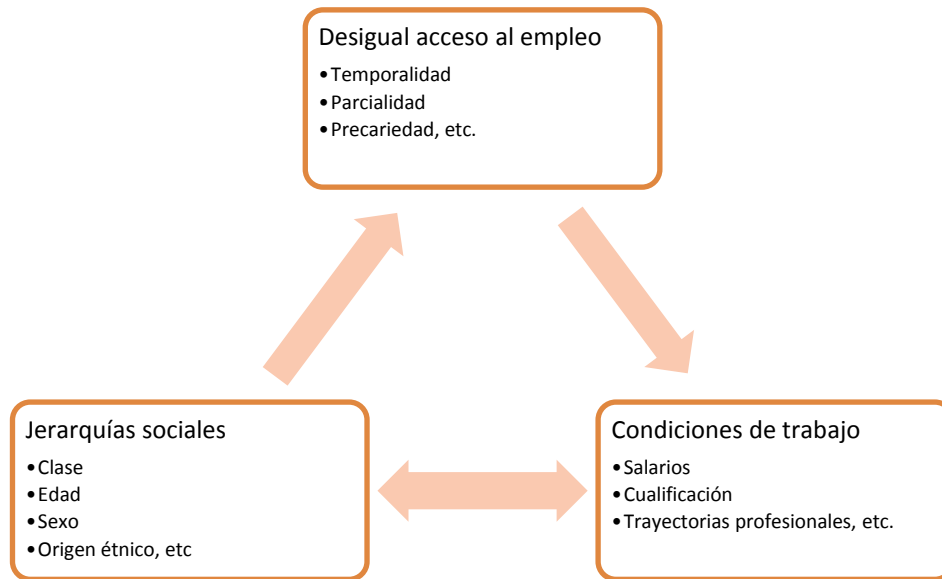 Desigual acceso al empleo
•Temporalidad
•Parcialidad
•Precariedad, etc.
Jerarquías sociales
•Clase
•Edad
•Sexo
•Origen étnico, etc
Condiciones de trabajo
•Salarios
•Cualificación
•Trayectorias profesionales, etc.